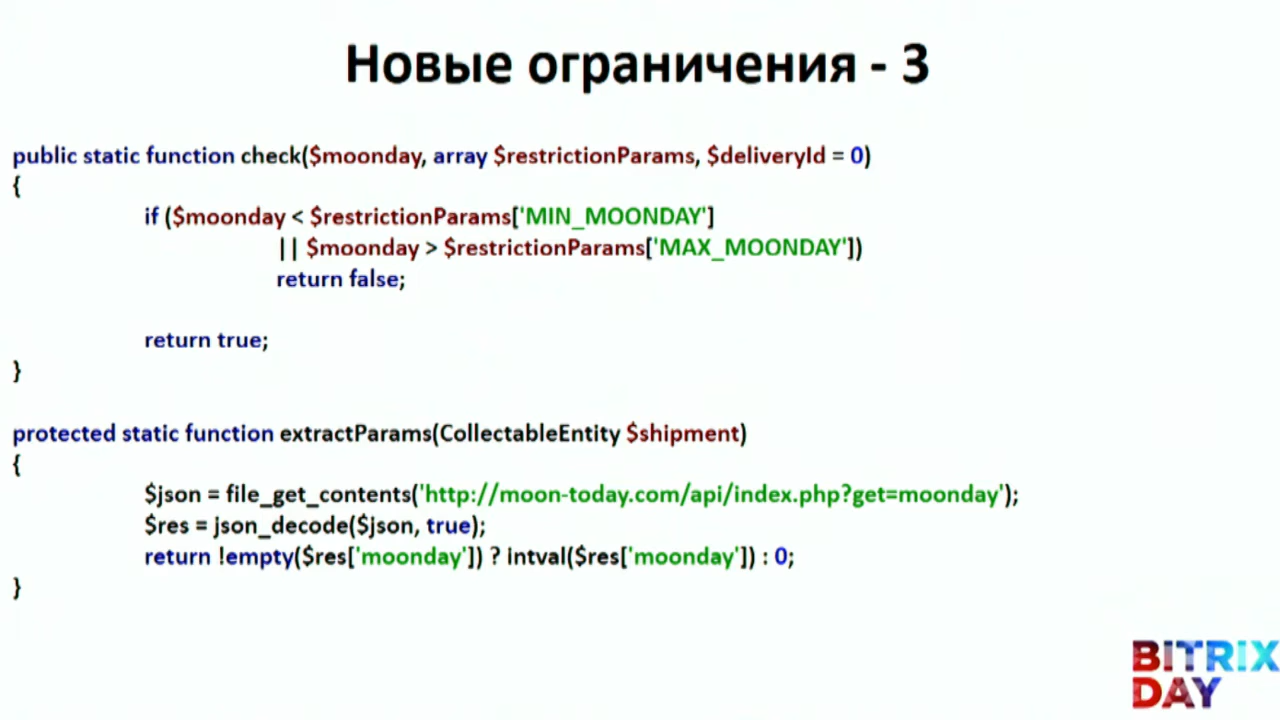 Новые ограничения - 3
public static function check($moonday, array $restrictionParams, $deliveryId = 0)
{
if ($moonday < $restrictionParams['MIN_MOONDAY']
|| $moonday > $restrictionParams['MAX_MOONDAY'])
return false;
return true;
}
protected static function extractParams(CollectableEntity $shipment)
{
$json = file_get_contents('http://moon-today.com/api/index.php?get=moonday');
$res = json_decode($json, true);
return !empty($res['moonday']) ? intval($res['moonday']) : 0;
}
BITRIX
DAY